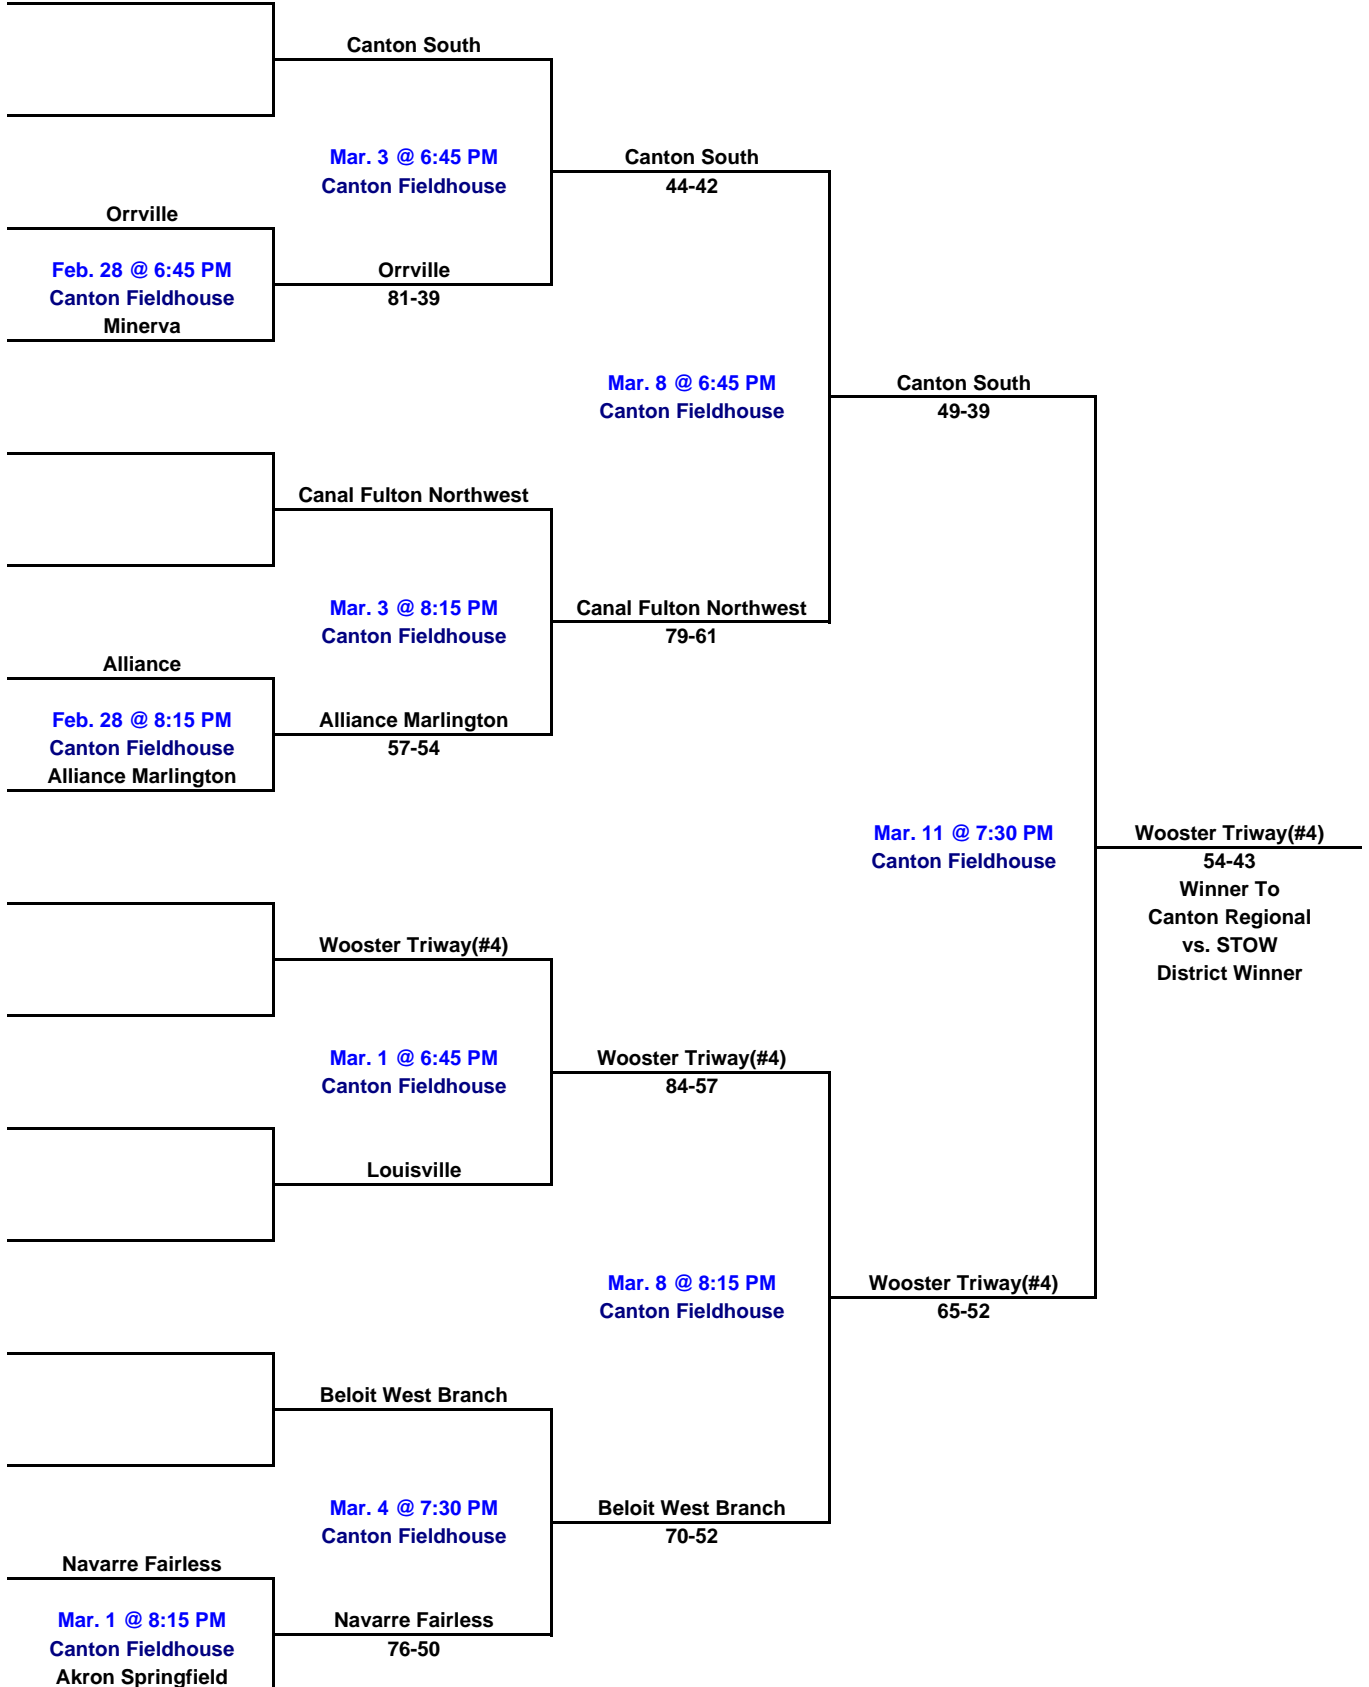 Canton South
Mar. 3 @ 6:45 PM
Canton Fieldhouse
Canton South
44-42
Orrville
Feb. 28 @ 6:45 PM
Canton Fieldhouse
Minerva
Orrville
81-39
Mar. 8 @ 6:45 PM
Canton Fieldhouse
Canton South
49-39
Canal Fulton Northwest
Mar. 3 @ 8:15 PM
Canton Fieldhouse
Canal Fulton Northwest
79-61
Alliance
Feb. 28 @ 8:15 PM
Canton Fieldhouse
Alliance Marlington
Alliance Marlington
57-54
Mar. 11 @ 7:30 PM
Canton Fieldhouse
Wooster Triway(#4)
54-43
Winner To
Canton Regional
vs. STOW
District Winner
Wooster Triway(#4)
Mar. 1 @ 6:45 PM
Canton Fieldhouse
Wooster Triway(#4)
84-57
Louisville
Mar. 8 @ 8:15 PM
Canton Fieldhouse
Wooster Triway(#4)
65-52
Beloit West Branch
Mar. 4 @ 7:30 PM
Canton Fieldhouse
Beloit West Branch
70-52
Navarre Fairless
Mar. 1 @ 8:15 PM
Canton Fieldhouse
Akron Springfield
Navarre Fairless
76-50